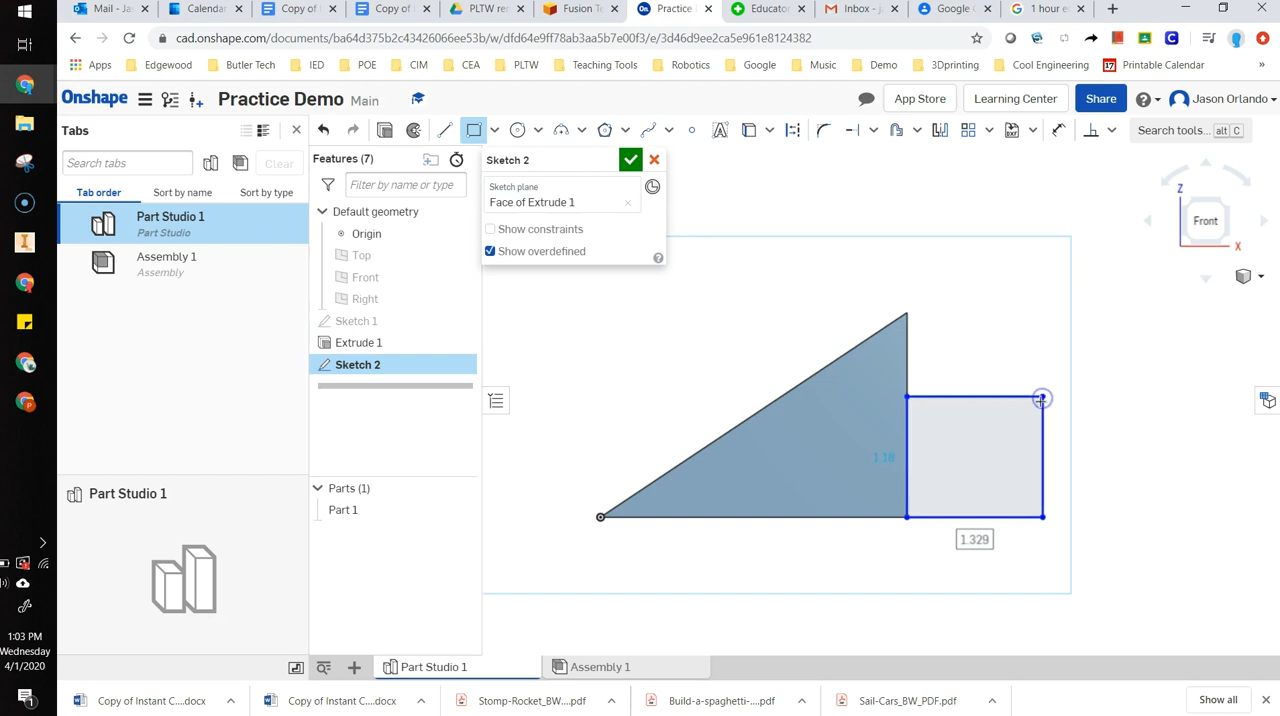 Mail - Ja
Calendar
Copy of I
Copy of I
PLTW ren
Fusion Te
Practice
Educator
Inbox - ja
Google C
1 hour ex
cad.onshape.com/documents/ba64d375b2c43426066ee53b/w/dfd64e9ff78ab3aa5b7e00f3/e/3d46d9ee2ca5e961e8124382
Apps
Edgewood
Butler Tech
IED
POE
CIM
CEA
PLTW
Teaching Tools
Robotics
Google
Music
Demo
3Dprinting
Cool Engineering
Printable Calendar
Onshape
Practice Demo
Main
App Store
Learning Center
Share
Jason Orlando
Tabs
Search tools...
alt C
Search tabs
Clear
Tab order
Sort by name
Sort by type
Part Studio 1
Part Studio
Assembly 1
Assembly
Features (7)
Filter by name or type
Default geometry
Origin
Top
Front
Right
Sketch 1
Extrude 1
Sketch 2
Parts (1)
Part 1
Sketch 2
Sketch plane
Face of Extrude 1
Show constraints
Show overdefined
Z
Front
X
1.18
1.329
Part Studio 1
1:03 PM
Wednesday
4/1/2020
Part Studio 1
Assembly 1
Copy of Instant C....docx
Copy of Instant C....docx
Stomp-Rocket_BW....pdf
Build-a-spaghetti-....pdf
Sail-Cars_BW_PDF.pdf
Show all